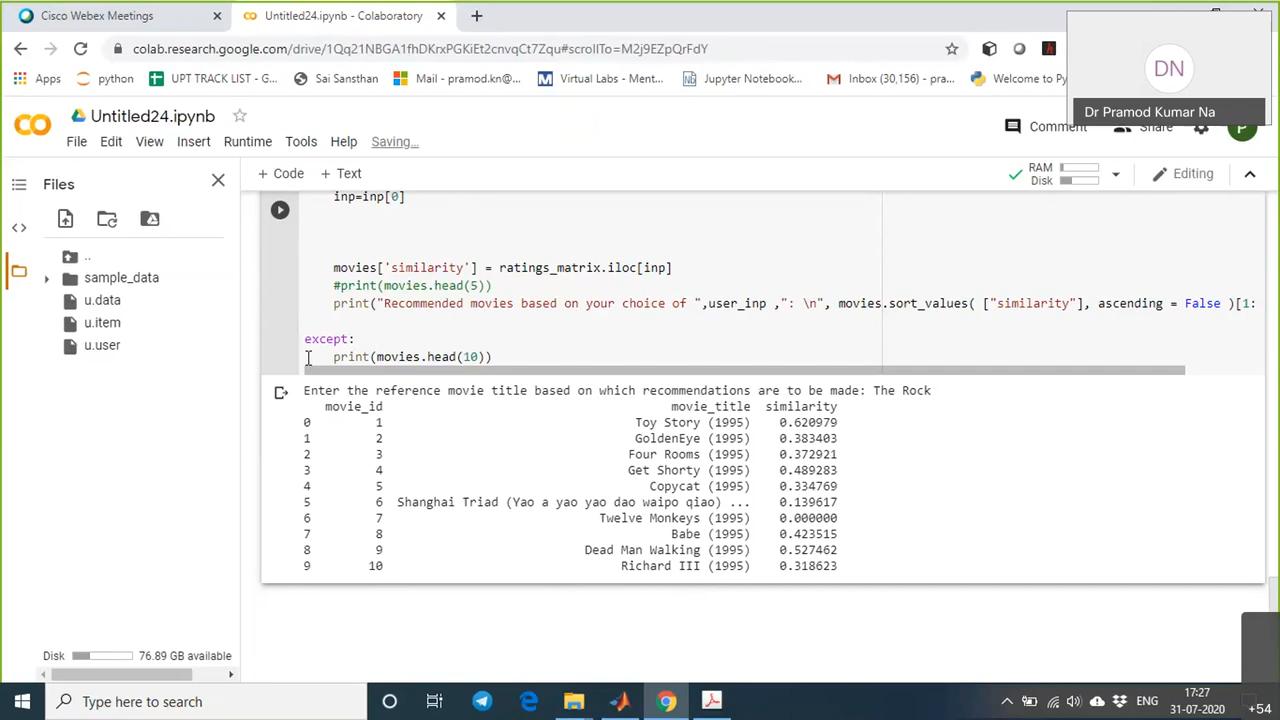 Cisco Webex Meetings
Untitled24.ipynb - Colaboratory
colab.research.google.com/drive/1Qq21NBGA1fhDKrxPGKiEt2cnvqCt7Zqu#scrollTo=M2j9EZpQrFdY
Apps python UPT TRACK LIST - G... Sai Sansthan Mail - pramod.kn@... Virtual Labs - Ment... Jupyter Notebook... Inbox (30,156) - pra... Welcome to Py
DN
Dr Pramod Kumar Na
Untitled24.ipynb
Comment Share P
File Edit View Insert Runtime Tools Help Saving...
Files
+ Code + Text
RAM
Disk
Editing
..
sample_data
u.data
u.item
u.user
Disk 76.89 GB available
inp=inp[0]
movies['similarity'] = ratings_matrix.iloc[inp]
#print(movies.head(5))
print("Recommended movies based on your choice of ",user_inp ,": \n", movies.sort_values( ["similarity"], ascending = False )[1:
except:
print(movies.head(10))
Enter the reference movie title based on which recommendations are to be made: The Rock
movie_id movie_title similarity
0 1 Toy Story (1995) 0.620979
1 2 GoldenEye (1995) 0.383403
2 3 Four Rooms (1995) 0.372921
3 4 Get Shorty (1995) 0.489283
4 5 Copycat (1995) 0.334769
5 6 Shanghai Triad (Yao a yao yao dao waipo qiao) ... 0.139617
6 7 Twelve Monkeys (1995) 0.000000
7 8 Babe (1995) 0.423515
8 9 Dead Man Walking (1995) 0.527462
9 10 Richard III (1995) 0.318623
Type here to search
ENG
17:27
31-07-2020
+54